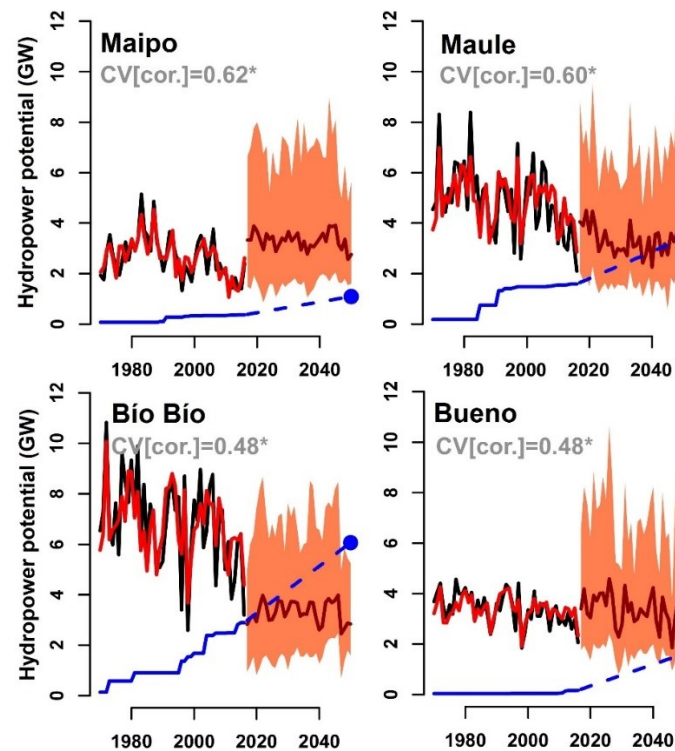 Maipo
CV[cor.]=0.62*
Hydropower potential (GW)
12
10
8
6
4
2
0
1980 2000 2020 2040
Maule
CV[cor.]=0.60*
12
10
8
6
4
2
0
1980 2000 2020 2040
Bío Bío
CV[cor.]=0.48*
Hydropower potential (GW)
12
10
8
6
4
2
0
1980 2000 2020 2040
Bueno
CV[cor.]=0.48*
12
10
8
6
4
2
0
1980 2000 2020 2040